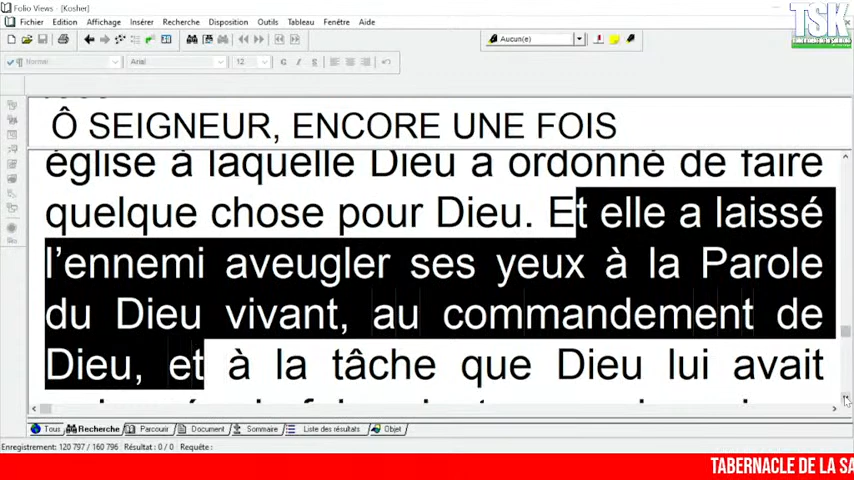 Folio Views - [Kosher]
TSK
Fichier Edition Affichage Insérer Recherche Disposition Outils Tableau Fenêtre Aide
Aucun(e)
Normal Arial 12 G I S
Ô SEIGNEUR, ENCORE UNE FOIS
église à laquelle Dieu a ordonné de faire
quelque chose pour Dieu. Et elle a laissé
l'ennemi aveugler ses yeux à la Parole
du Dieu vivant, au commandement de
Dieu, et à la tâche que Dieu lui avait
Tous Recherche Parcourir Document Sommaire Liste des résultats Objet
Enregistrement: 120 797 / 160 796 Résultat : 0 / 0 Requête :
TABERNACLE DE LA SA